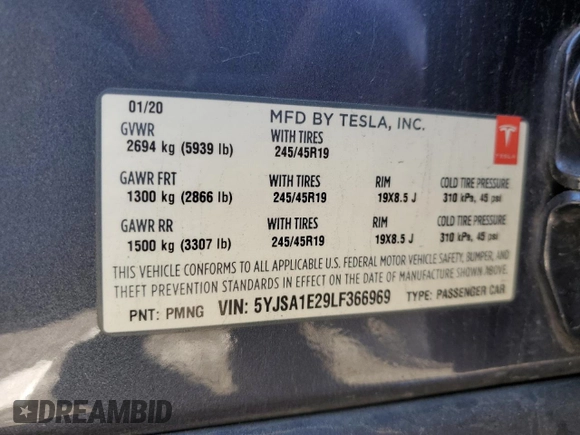 01/20
MFD BY TESLA, INC.
GVWR
2694 kg (5939 lb)
WITH TIRES
245/45R19
TESLA
GAWR FRT
1300 kg (2866 lb)
WITH TIRES
245/45R19
RIM
19X8.5 J
COLD TIRE PRESSURE
310 kPs, 45 psi
GAWR RR
1500 kg (3307 lb)
WITH TIRES
245/45R19
RIM
19X8.5 J
COLD TIRE PRESSURE
310 kPs, 45 psi
THIS VEHICLE CONFORMS TO ALL APPLICABLE U.S. FEDERAL MOTOR VEHICLE SAFETY, BUMPER, AND
THEFT PREVENTION STANDARDS IN EFFECT ON THE DATE OF MANUFACTURE SHOWN ABOVE.
PNT: PMNG VIN: 5YJSA1E29LF366969 TYPE: PASSENGER CAR
DREAMBID